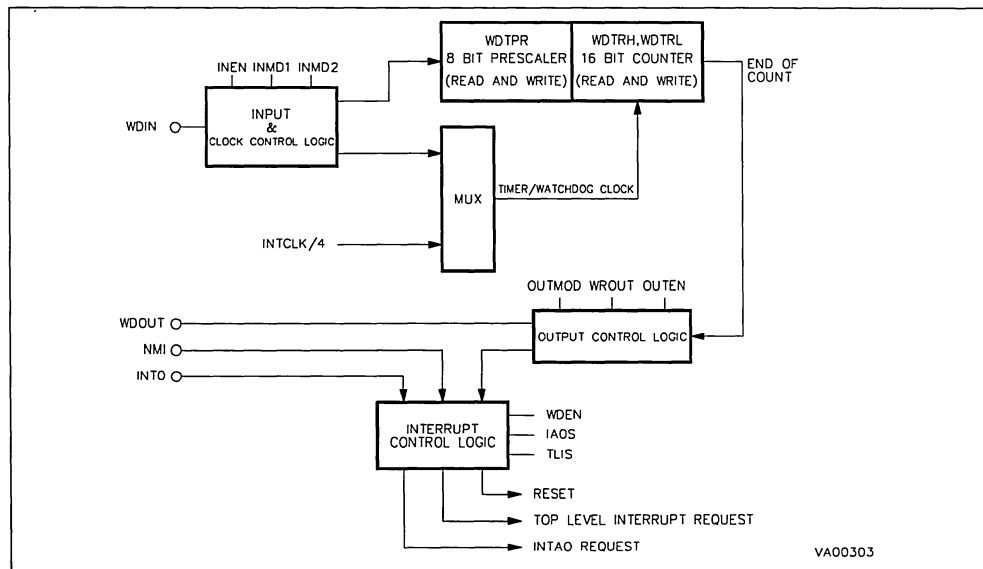 WDTPR
8 BIT PRESCALER
(READ AND WRITE)
WDTRH,WDTRL
16 BIT COUNTER
(READ AND WRITE)
END OF
COUNT
INEN INMD1 INMD2
INPUT
&
CLOCK CONTROL LOGIC
WDIN
MUX
TIMER/WATCHDOG CLOCK
INTCLK/4
OUTMOD WROUT OUTEN
OUTPUT CONTROL LOGIC
WDOUT
NMI
INT0
INTERRUPT
CONTROL LOGIC
WDEN
IAOS
TLIS
RESET
TOP LEVEL INTERRUPT REQUEST
INTAO REQUEST
VA00303